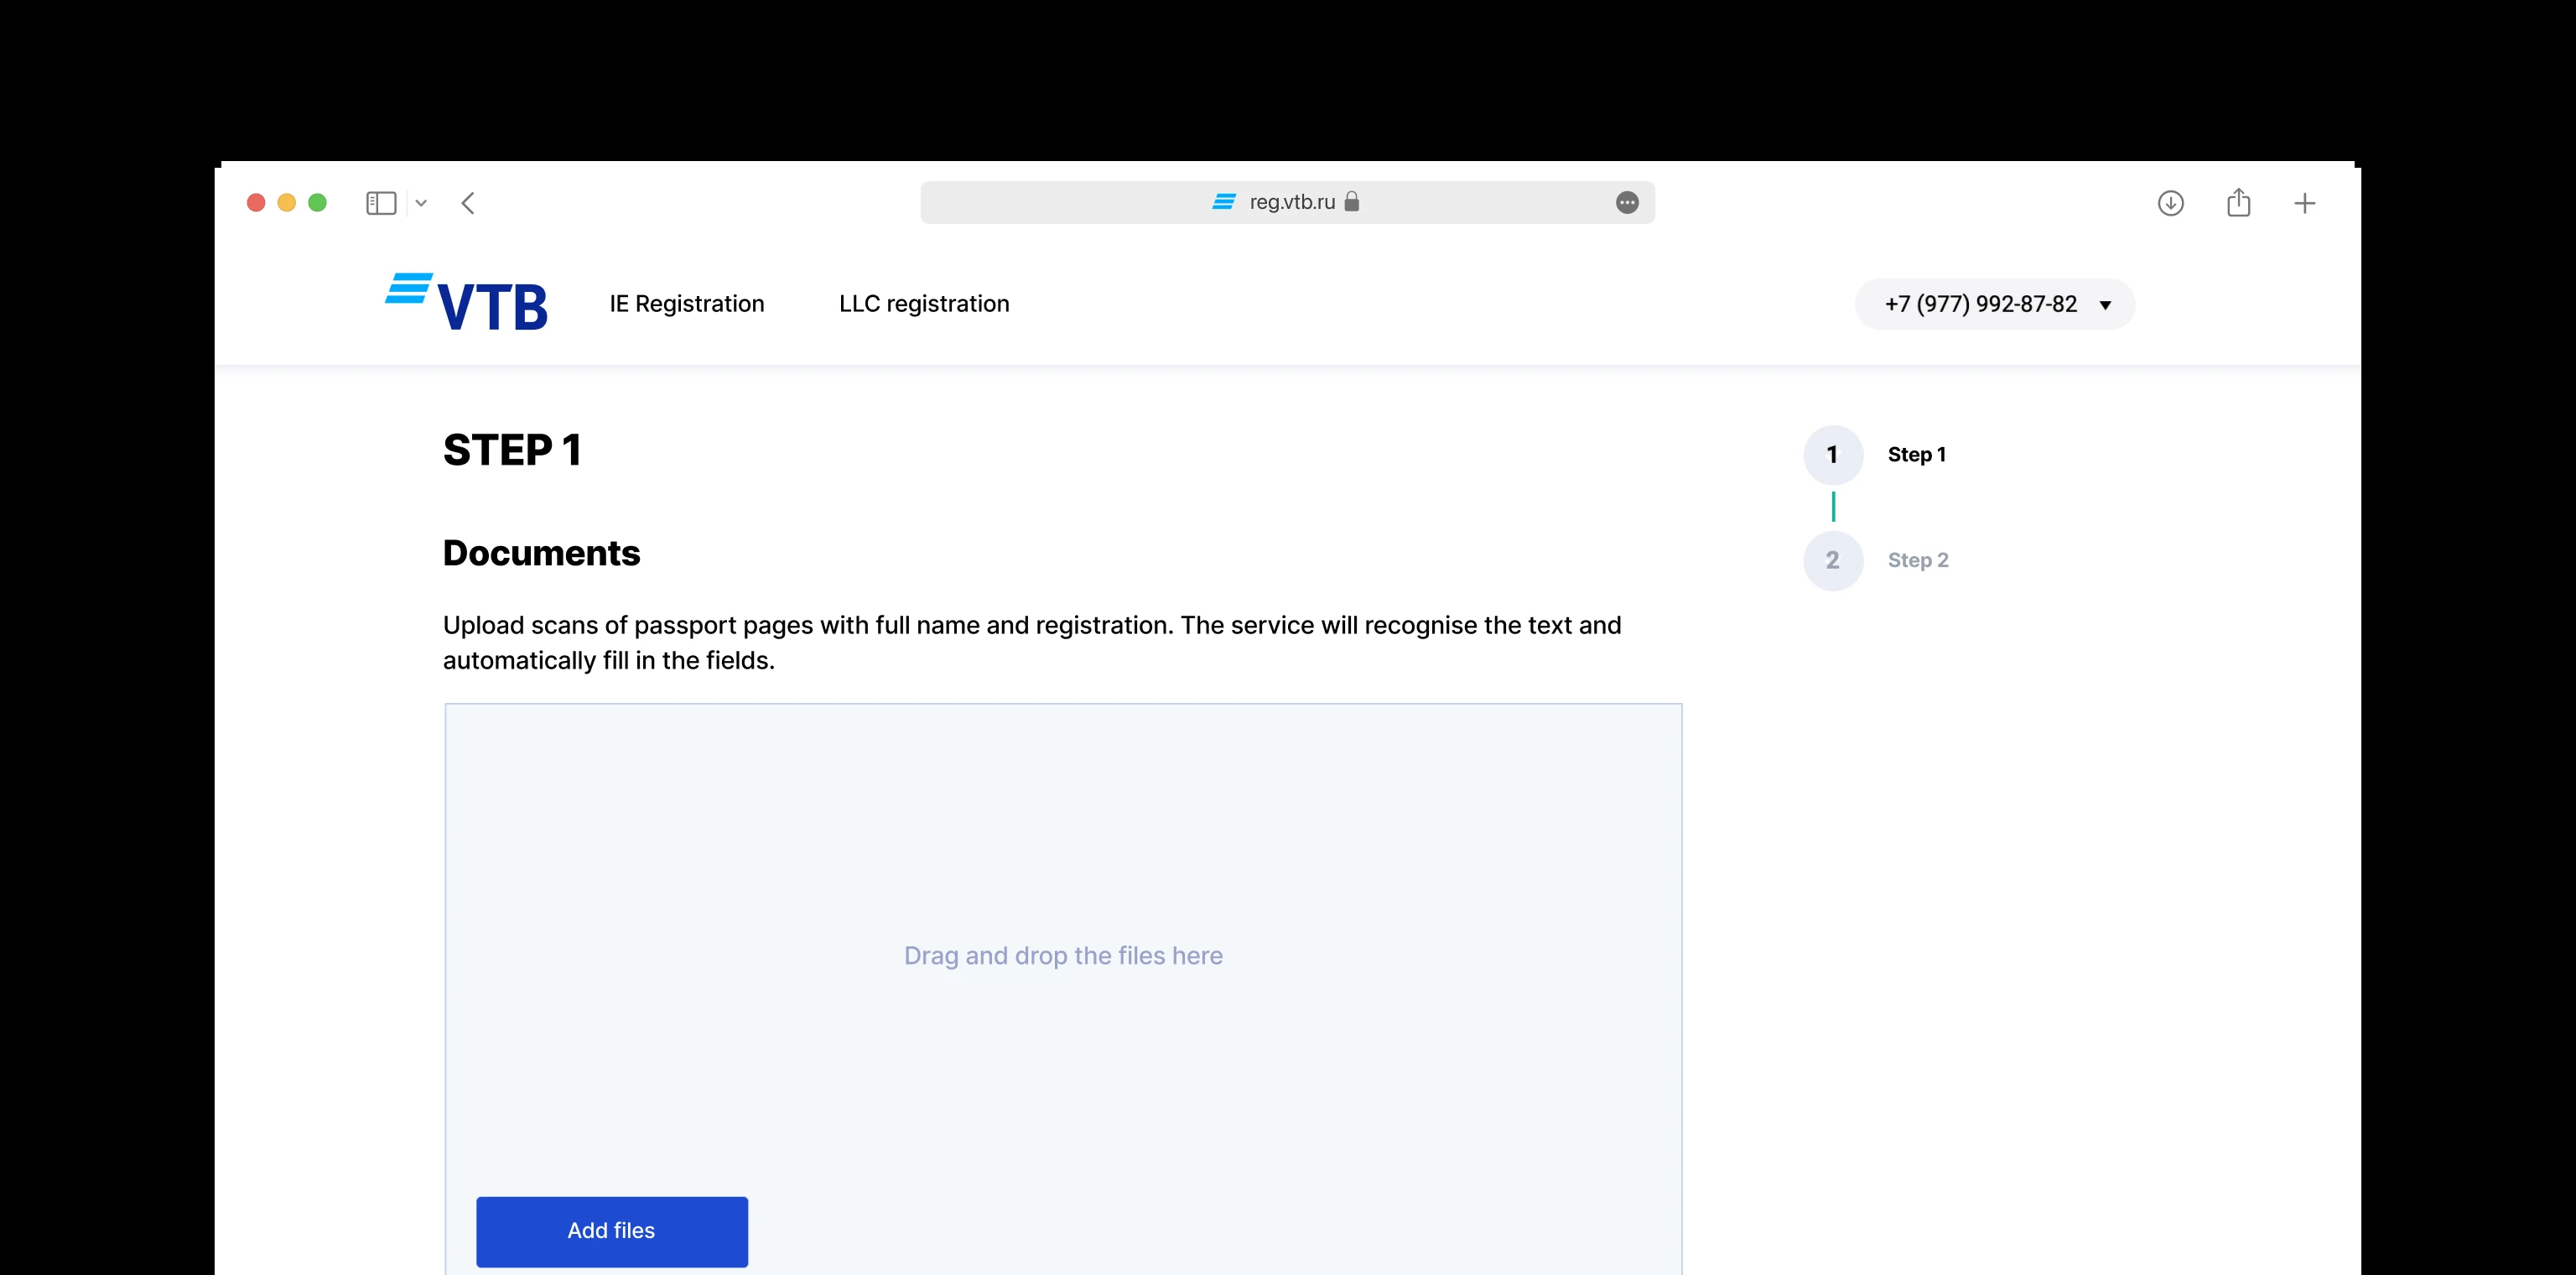 reg.vtb.ru
VTB
IE Registration
LLC registration
+7 (977) 992-87-82
STEP 1
1
Step 1
Documents
2
Step 2
Upload scans of passport pages with full name and registration. The service will recognise the text and
automatically fill in the fields.
Drag and drop the files here
Add files